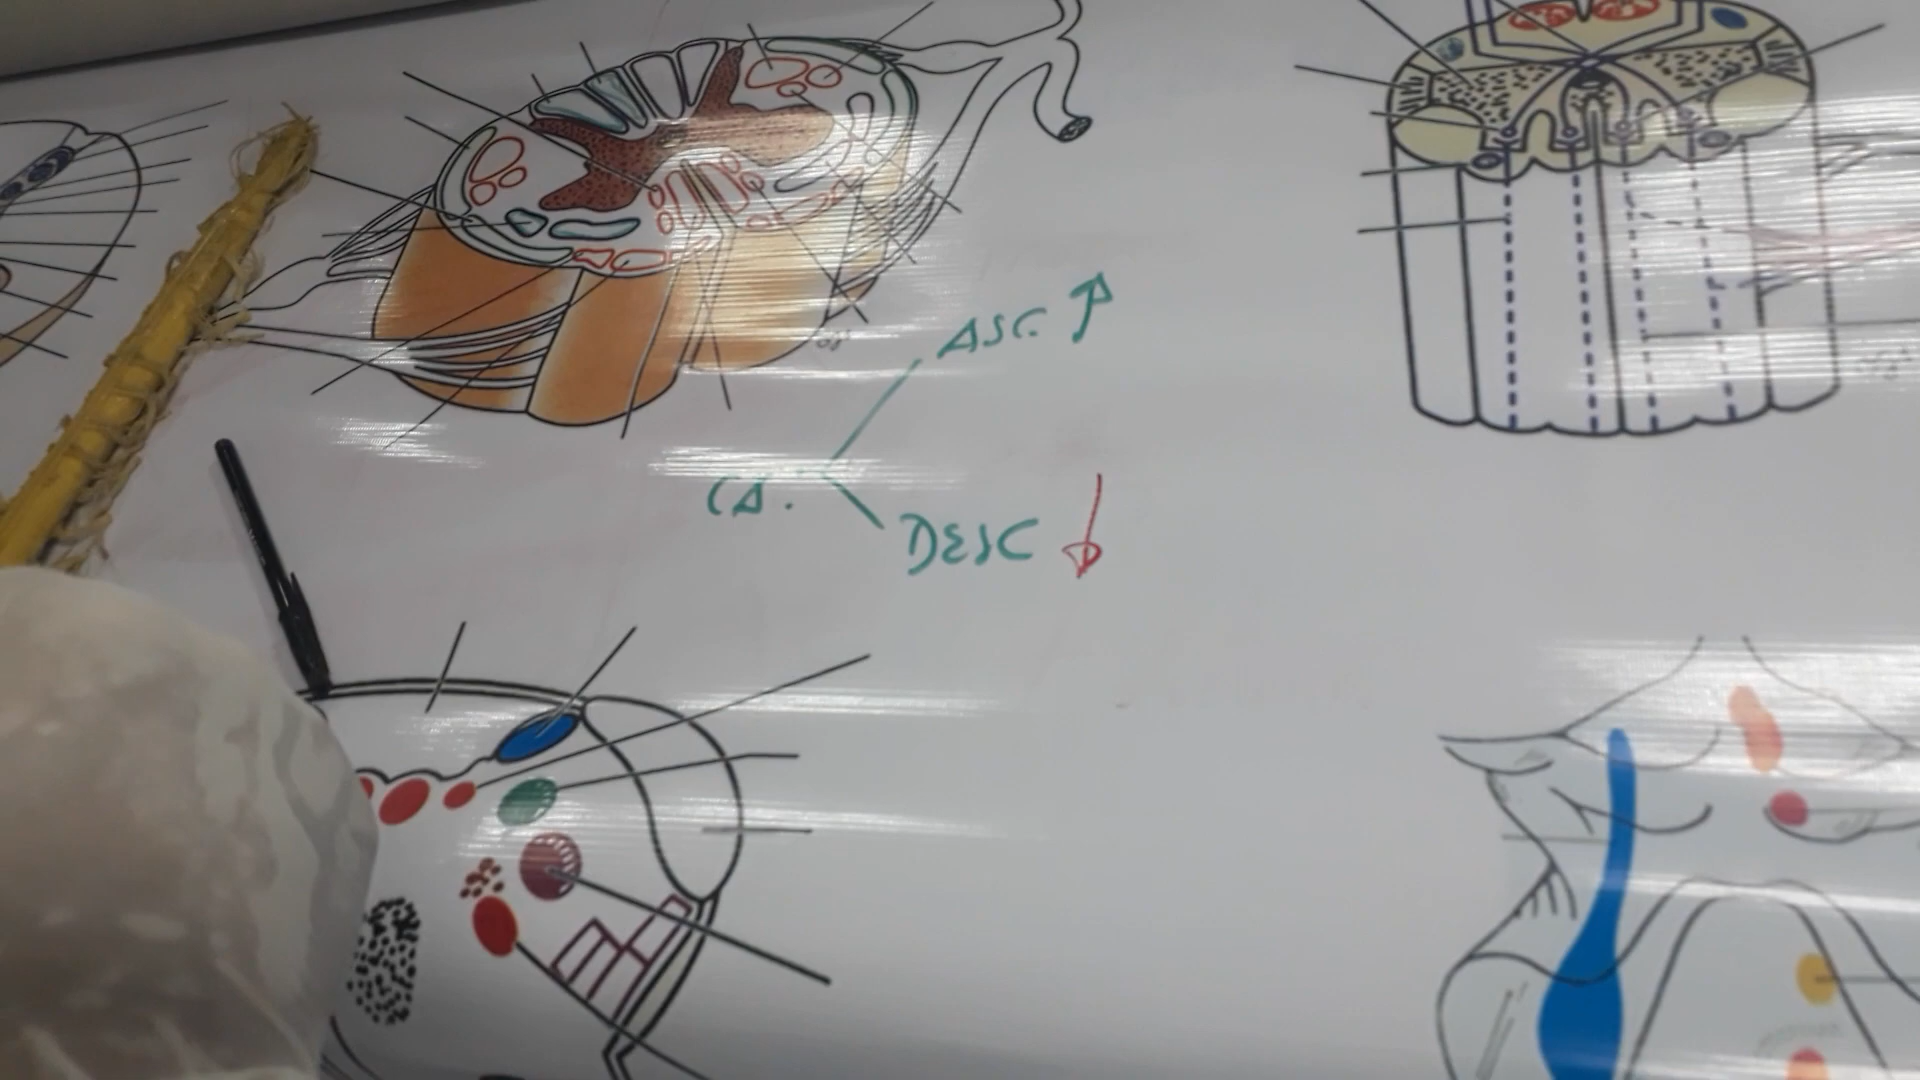 ASC. ↑
CA.
DESC ↓